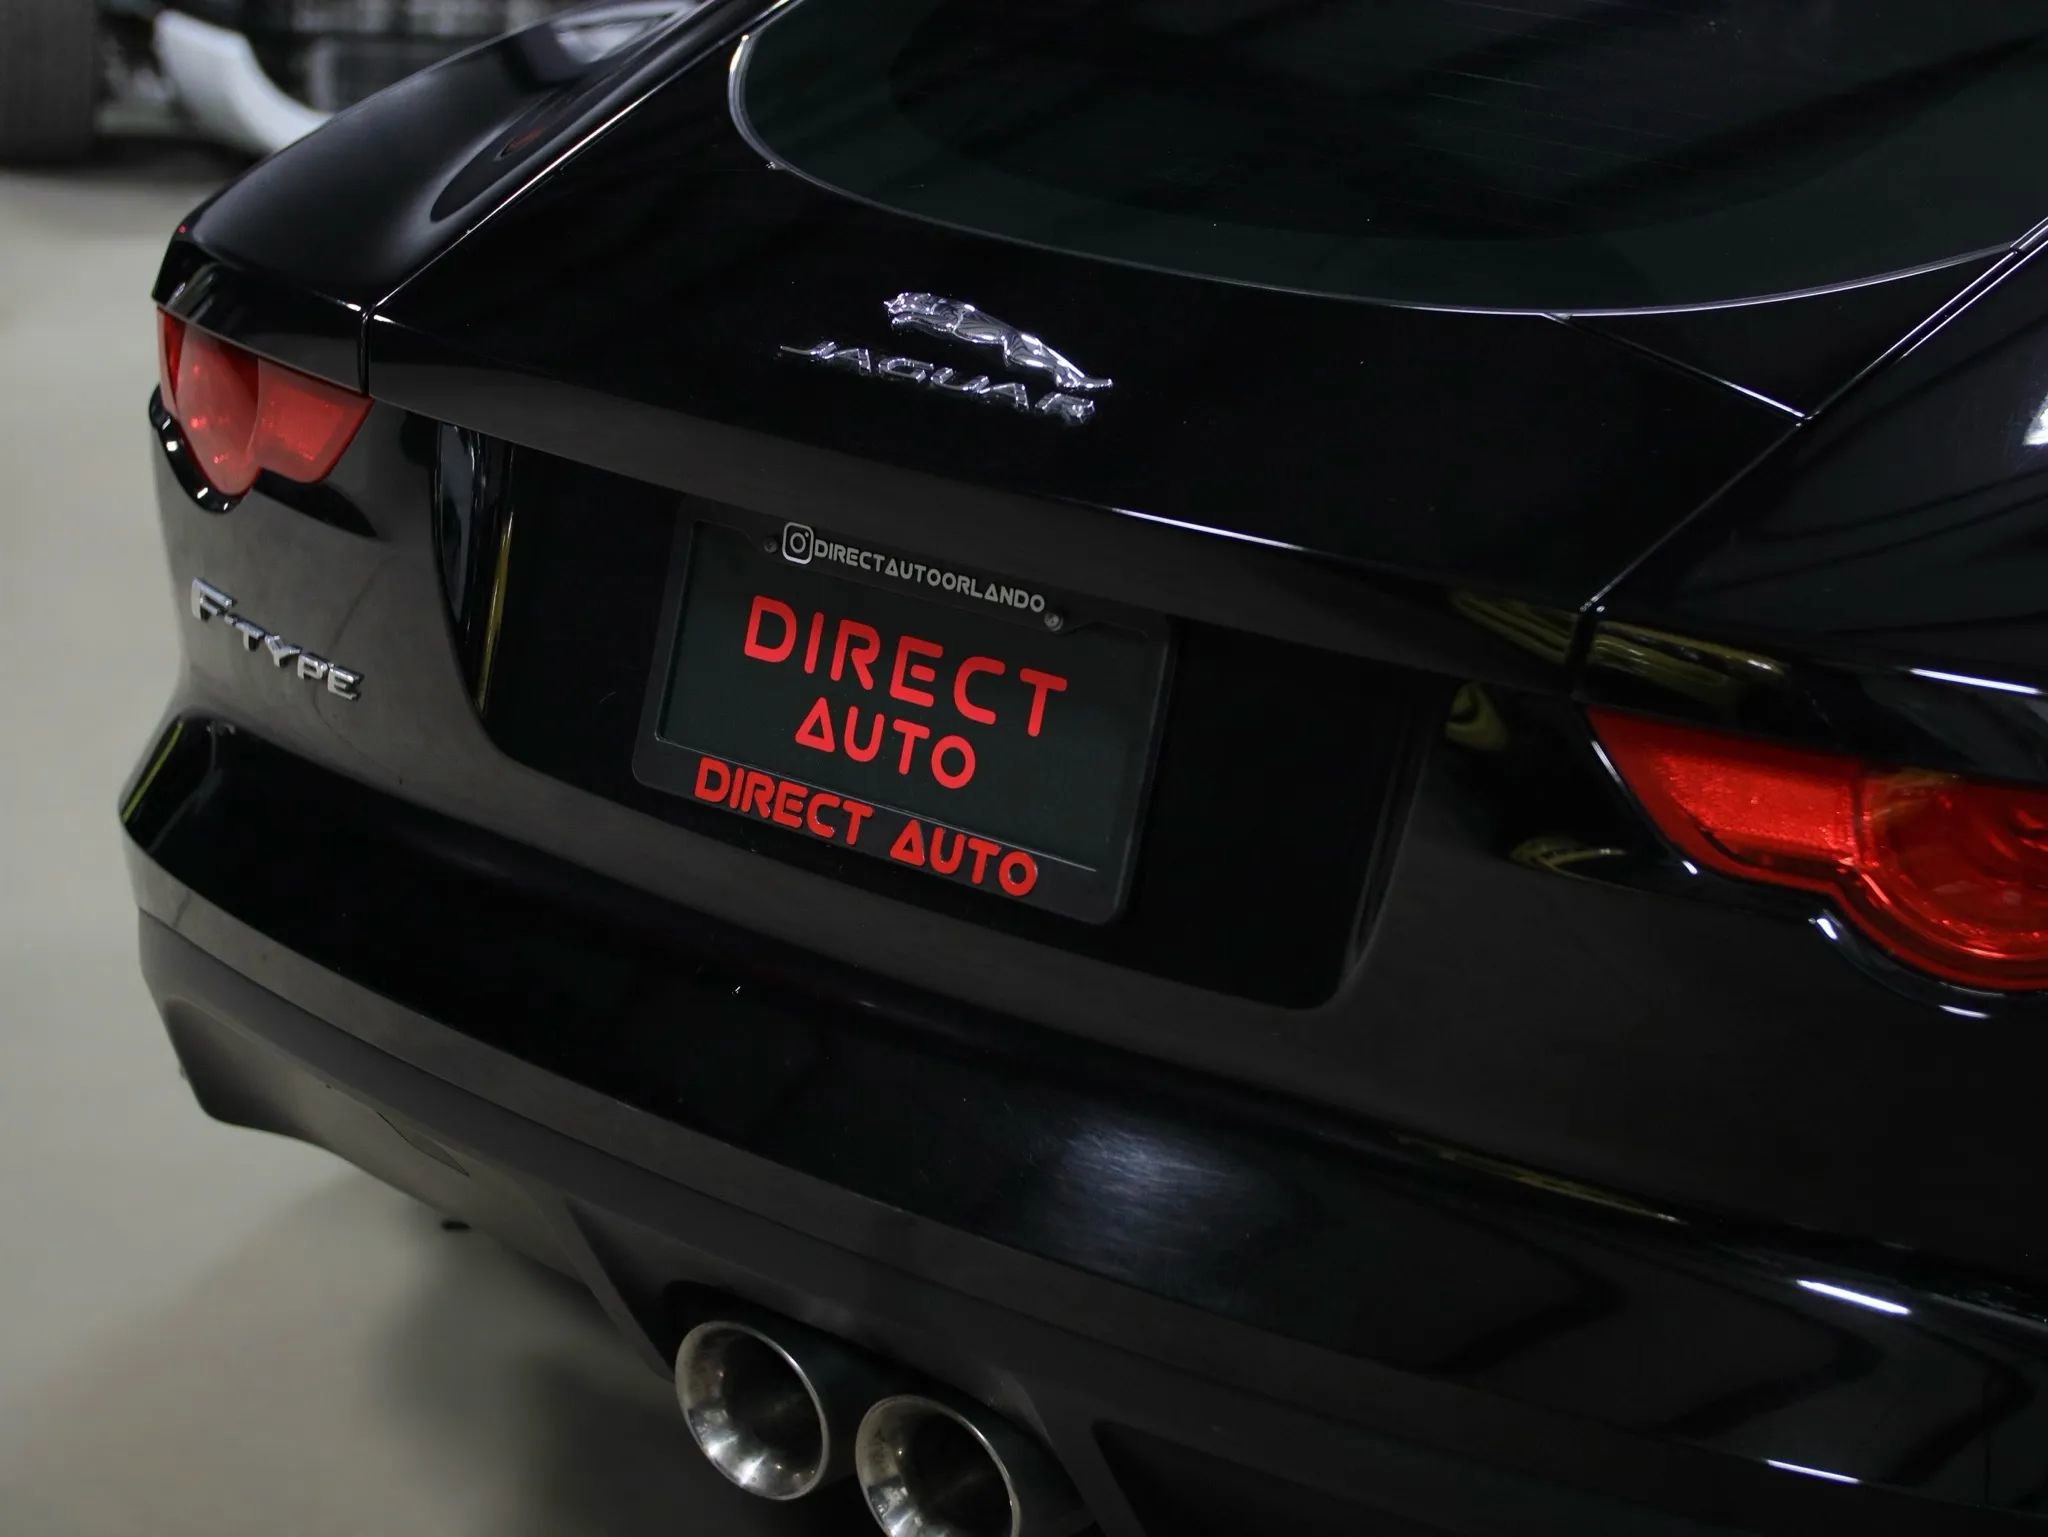 JAGUAR
F-TYPE
DIRECTAUTOORLANDO
DIRECT
AUTO
DIRECT AUTO